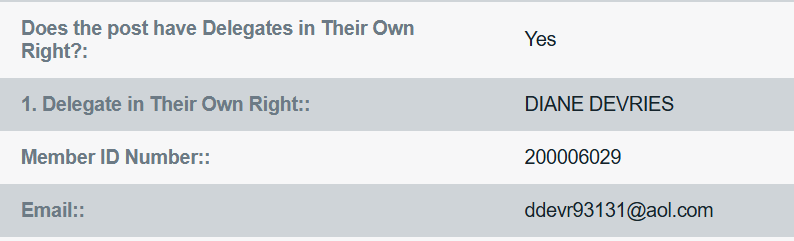 Does the post have Delegates in Their Own
Right?:
Yes
1. Delegate in Their Own Right::
DIANE DEVRIES
Member ID Number::
200006029
Email::
ddevr93131@aol.com